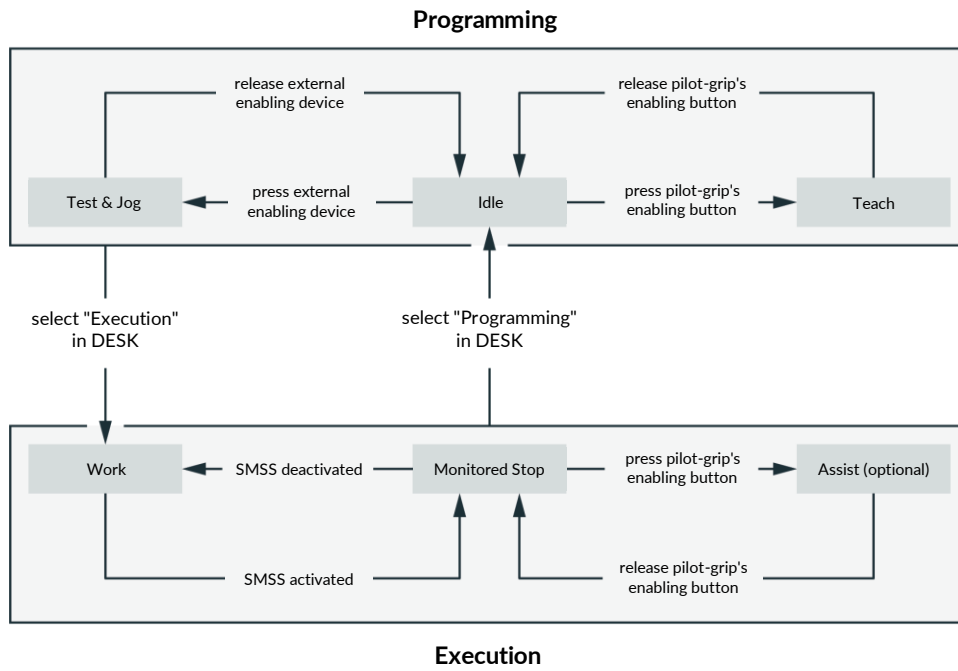 Programming
release external
enabling device
release pilot-grip's
enabling button
Test & Jog
press external
enabling device
Idle
press pilot-grip's
enabling button
Teach
select "Execution"
in DESK
select "Programming"
in DESK
Work
SMSS deactivated
Monitored Stop
press pilot-grip's
enabling button
Assist (optional)
SMSS activated
release pilot-grip's
enabling button
Execution